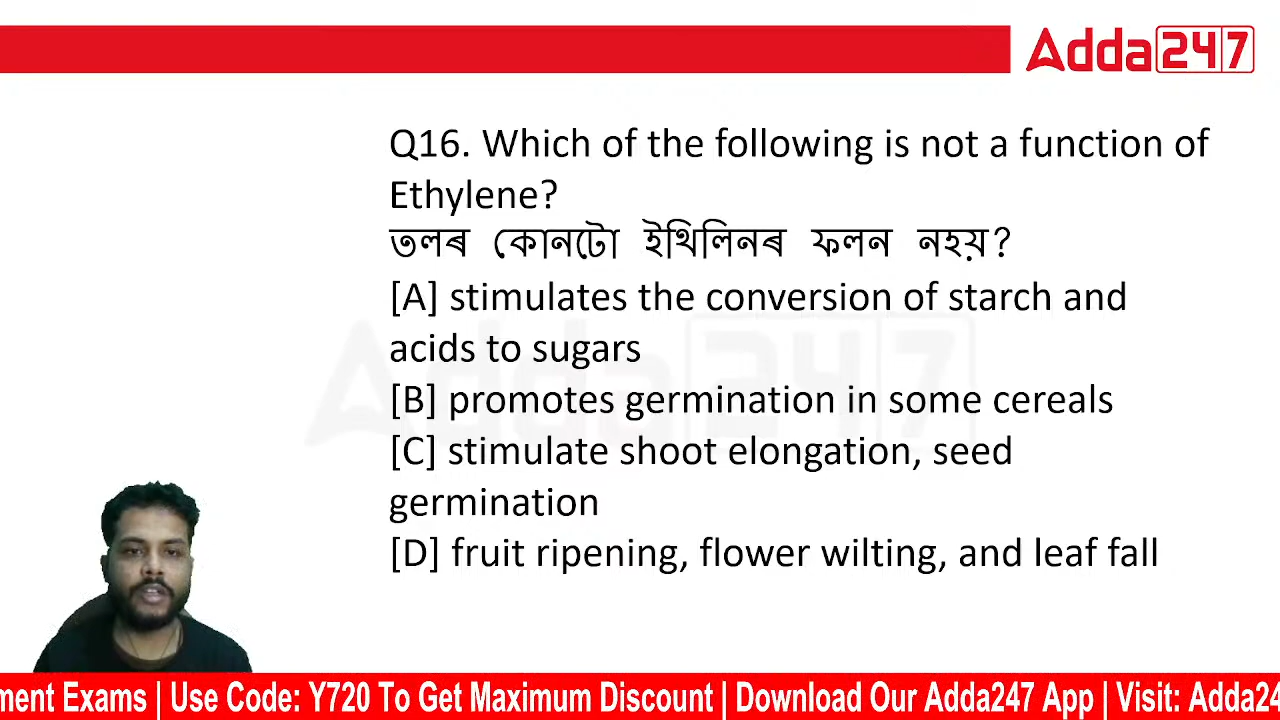 Adda247
Q16. Which of the following is not a function of
Ethylene?
তলৰ কোনটো ইথিলিনৰ ফলন নহয়?
[A] stimulates the conversion of starch and
acids to sugars
[B] promotes germination in some cereals
[C] stimulate shoot elongation, seed
germination
[D] fruit ripening, flower wilting, and leaf fall
Adda247
ment Exams | Use Code: Y720 To Get Maximum Discount | Download Our Adda247 App | Visit: Adda24